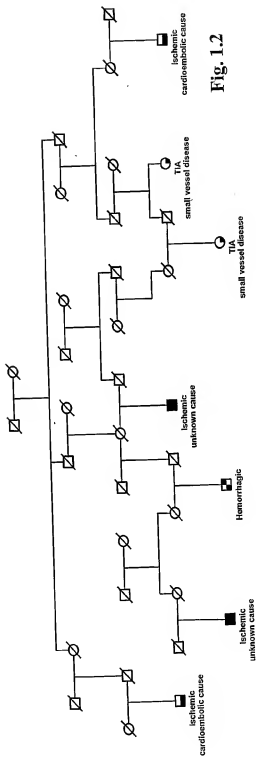 Ischemic
cardioembolic cause
Ischemic
unknown cause
Hemorrhagic
Ischemic
unknown cause
TIA
small vessel disease
TIA
small vessel disease
Ischemic
cardioembolic cause
Fig. 1.2